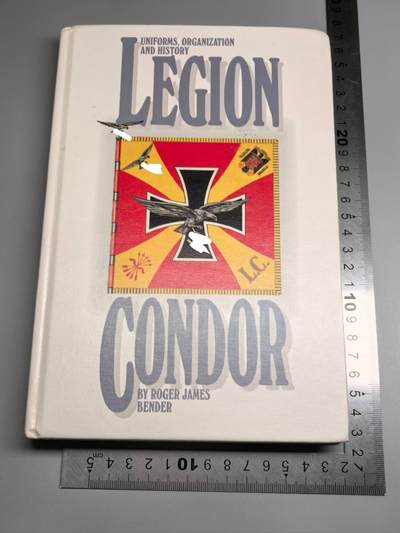 UNIFORMS, ORGANIZATION
AND HISTORY
LEGION
L.C.
CONDOR
BY ROGER JAMES
BENDER